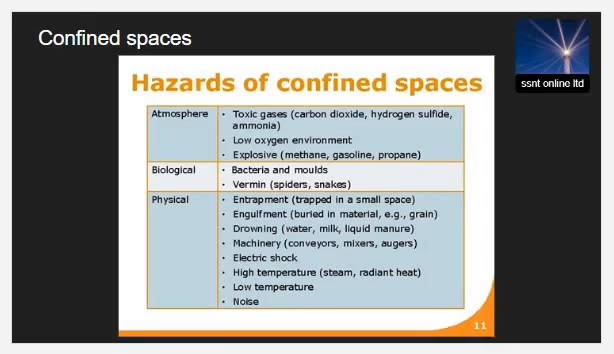 Confined spaces
ssnt online ltd
Hazards of confined spaces
Atmosphere
• Toxic gases (carbon dioxide, hydrogen sulfide,
ammonia)
• Low oxygen environment
• Explosive (methane, gasoline, propane)
Biological
• Bacteria and moulds
• Vermin (spiders, snakes)
Physical
• Entrapment (trapped in a small space)
• Engulfment (buried in material, e.g., grain)
• Drowning (water, milk, liquid manure)
• Machinery (conveyors, mixers, augers)
• Electric shock
• High temperature (steam, radiant heat)
• Low temperature
• Noise
11